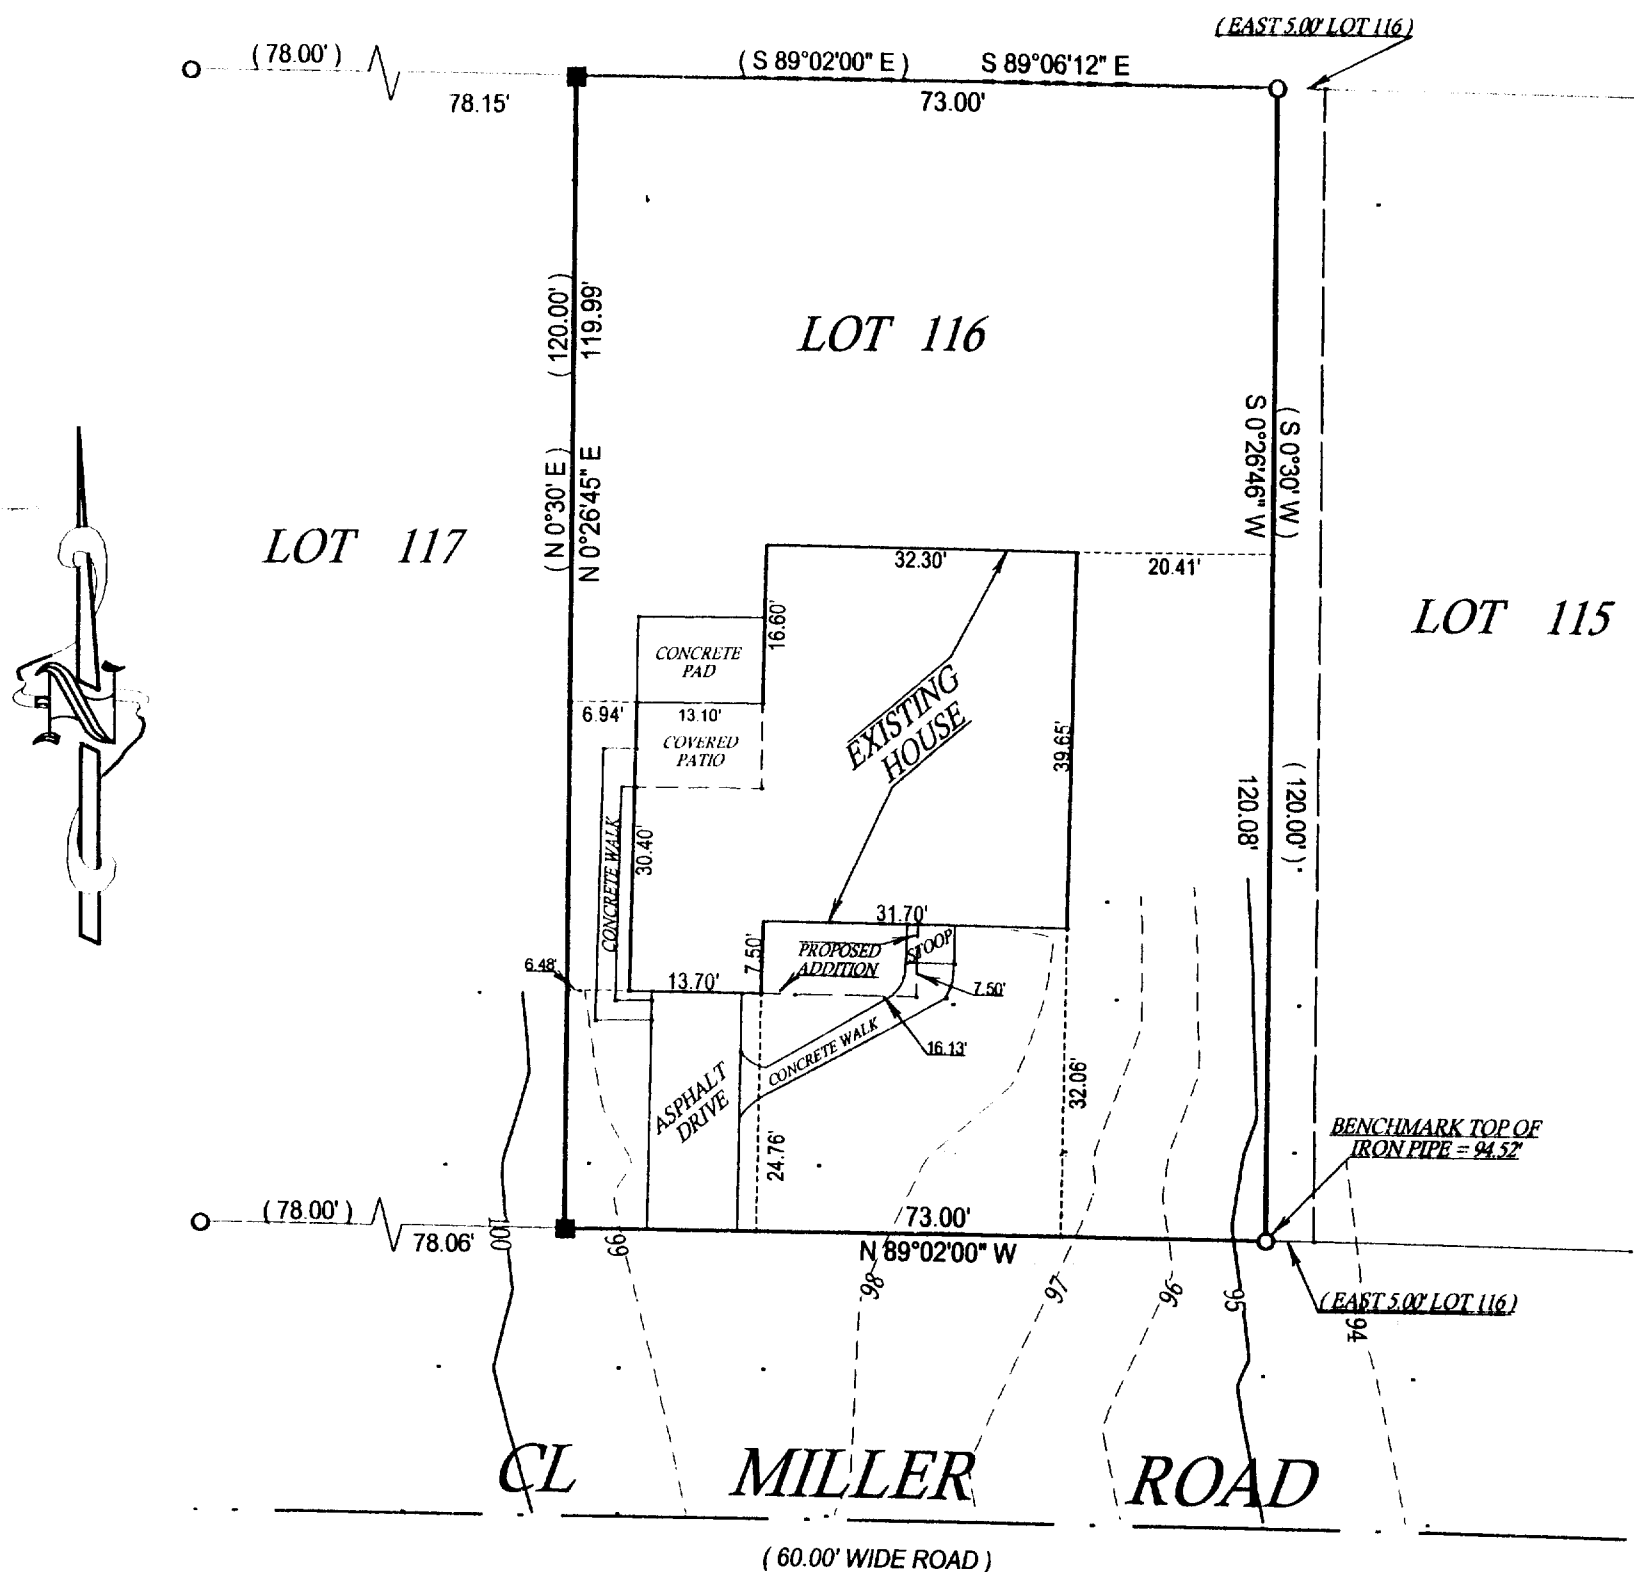 ( EAST 5.00' LOT 116 )
( 78.00' )
( S 89°02'00" E )
S 89°06'12" E
78.15'
73.00'
( 120.00' )
119.99'
LOT 116
( N 0°30' E )
N 0°26'45" E
S 0°26'46" W
( S 0°30' W )
LOT 117
32.30'
20.41'
LOT 115
16.60'
CONCRETE
PAD
6.94'
13.10'
COVERED
PATIO
EXISTING
HOUSE
39.65'
120.08'
( 120.00' )
CONCRETE WALK
30.40'
31.70'
PROPOSED
ADDITION
STOOP
7.50'
6.48'
13.70'
7.50'
CONCRETE WALK
16.13'
ASPHALT
DRIVE
32.06'
24.76'
BENCHMARK TOP OF
IRON PIPE = 94.52'
( 78.00' )
78.06'
73.00'
N 89°02'00" W
100
99
98
97
96
95
94
( EAST 5.00' LOT 116 )
CL MILLER ROAD
( 60.00' WIDE ROAD )
N